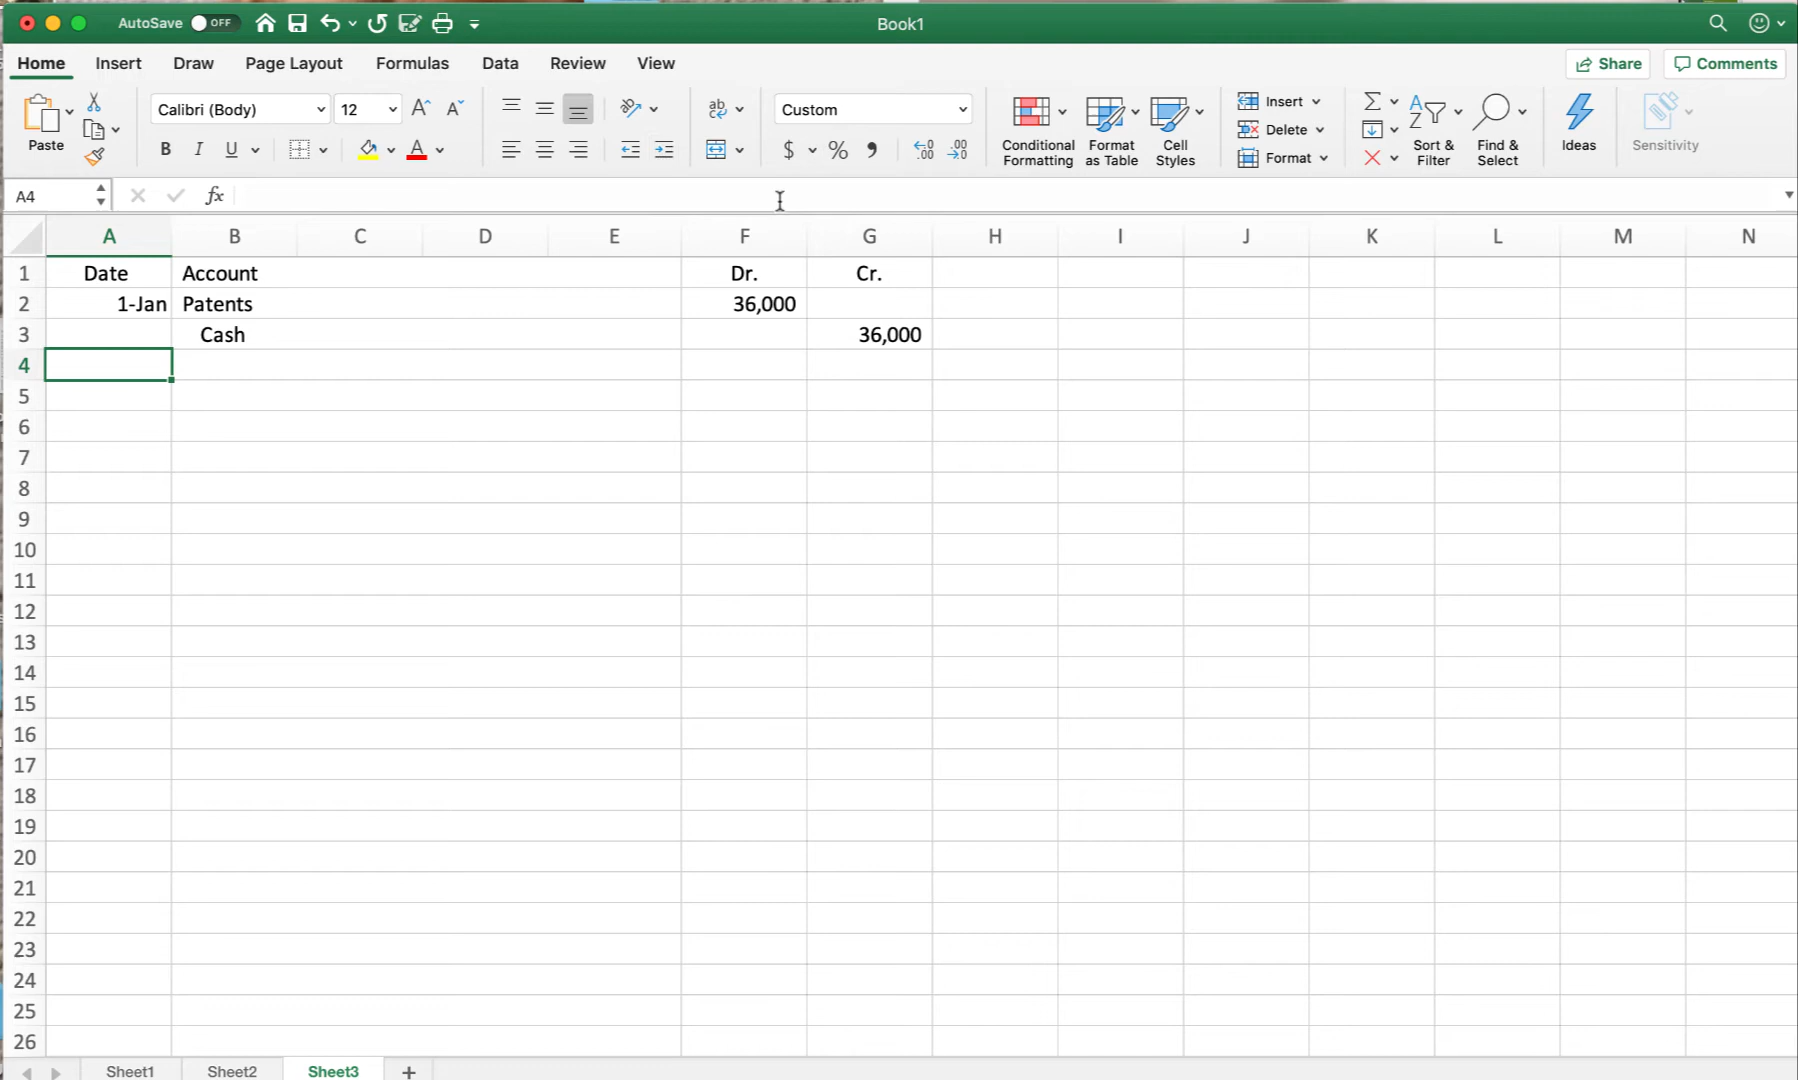 AutoSave OFF Book1
Home Insert Draw Page Layout Formulas Data Review View Share Comments
Paste Calibri (Body) 12 A^ Aˇ ab Custom Insert Delete Format
B I U A $ % , Conditional Formatting Format as Table Cell Styles Sort & Filter Find & Select Ideas Sensitivity
A4 fx
A B C D E F G H I J K L M N
1 Date Account Dr. Cr.
2 1-Jan Patents 36,000
3 Cash 36,000
4
5
6
7
8
9
10
11
12
13
14
15
16
17
18
19
20
21
22
23
24
25
26
Sheet1 Sheet2 Sheet3 +